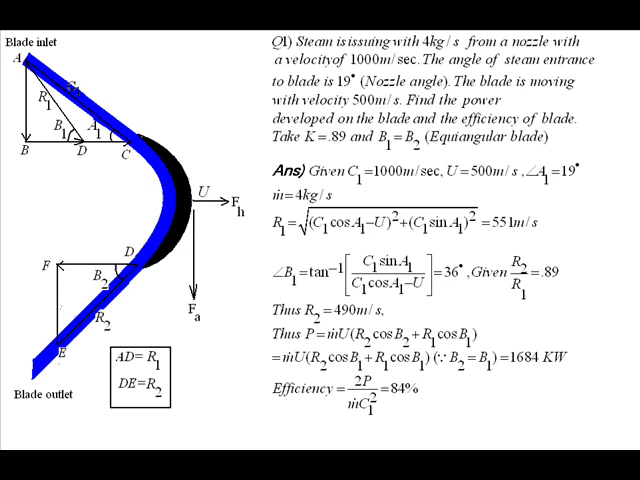 Blade inlet
A
C1
R1
B1
A1
B
D
C
U
Fh
F
D
B2
R2
Fa
E
AD= R1
DE=R2
Blade outlet
Q1) Steam is issuing with 4kg/s from a nozzle with
a velocity of 1000m/sec. The angle of steam entrance
to blade is 19° (Nozzle angle). The blade is moving
with velocity 500m/s. Find the power
developed on the blade and the efficiency of blade.
Take K=.89 and B1=B2 (Equiangular blade)
Ans) Given C1=1000m/sec, U=500m/s, ∠A1=19°
ṁ=4kg/s
R1=√((C1cosA1−U)²+(C1sinA1)²)=551m/s
∠B1=tan⁻¹[C1sinA1/(C1cosA1−U)]=36°, Given R2/R1=.89
Thus R2=490m/s,
Thus P=ṁU(R2cosB2+R1cosB1)
=ṁU(R2cosB1+R1cosB1) (∵ B2=B1)=1684 KW
Efficiency=2P/ṁC1²=84%